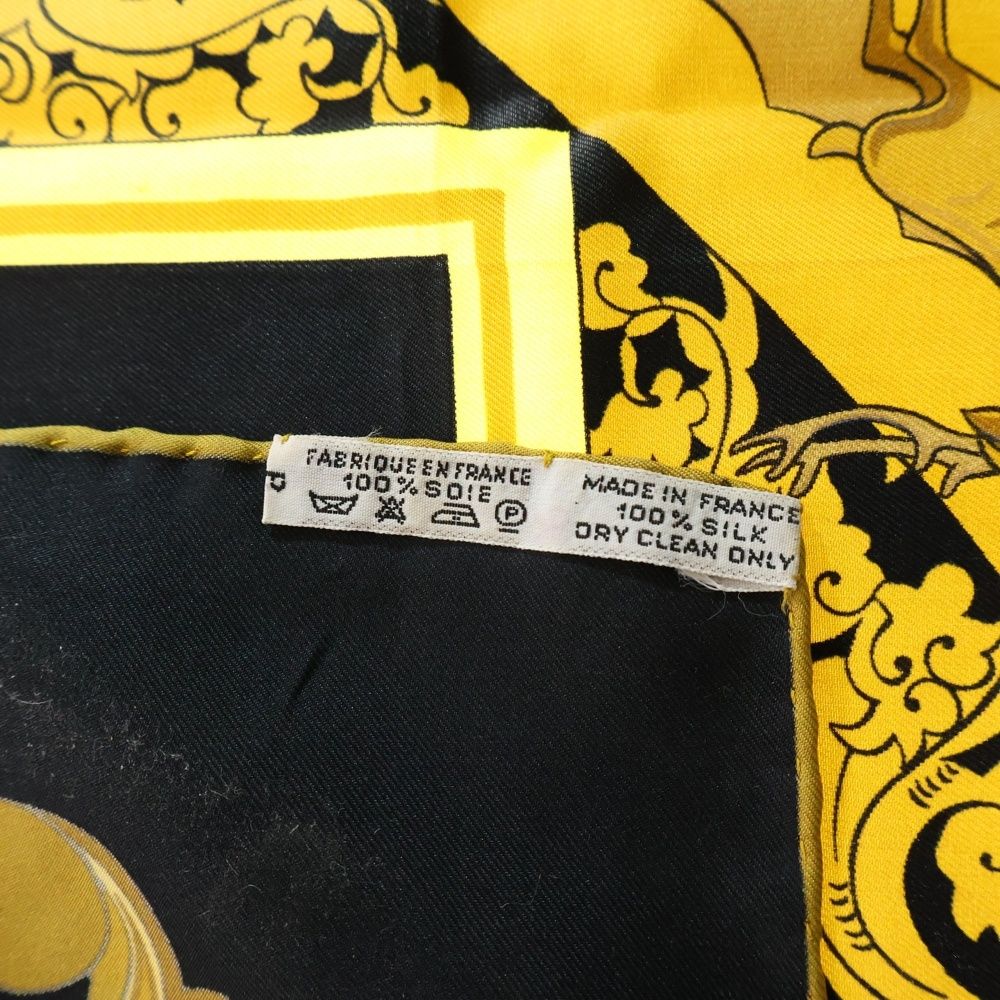 FABRIQUE EN FRANCE
100% SOIE
P
P
MADE IN FRANCE
100% SILK
DRY CLEAN ONLY